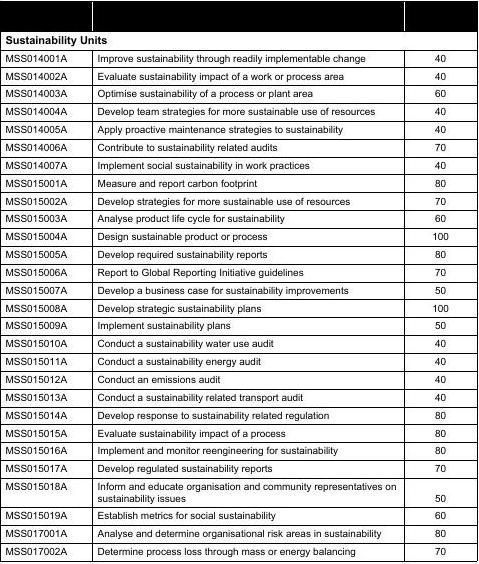 Sustainability Units
MSS014001A Improve sustainability through readily implementable change 40
MSS014002A Evaluate sustainability impact of a work or process area 40
MSS014003A Optimise sustainability of a process or plant area 60
MSS014004A Develop team strategies for more sustainable use of resources 40
MSS014005A Apply proactive maintenance strategies to sustainability 40
MSS014006A Contribute to sustainability related audits 70
MSS014007A Implement social sustainability in work practices 40
MSS015001A Measure and report carbon footprint 80
MSS015002A Develop strategies for more sustainable use of resources 70
MSS015003A Analyse product life cycle for sustainability 60
MSS015004A Design sustainable product or process 100
MSS015005A Develop required sustainability reports 80
MSS015006A Report to Global Reporting Initiative guidelines 70
MSS015007A Develop a business case for sustainability improvements 50
MSS015008A Develop strategic sustainability plans 100
MSS015009A Implement sustainability plans 50
MSS015010A Conduct a sustainability water use audit 40
MSS015011A Conduct a sustainability energy audit 40
MSS015012A Conduct an emissions audit 40
MSS015013A Conduct a sustainability related transport audit 40
MSS015014A Develop response to sustainability related regulation 80
MSS015015A Evaluate sustainability impact of a process 80
MSS015016A Implement and monitor reengineering for sustainability 80
MSS015017A Develop regulated sustainability reports 70
MSS015018A Inform and educate organisation and community representatives on
sustainability issues 50
MSS015019A Establish metrics for social sustainability 60
MSS017001A Analyse and determine organisational risk areas in sustainability 80
MSS017002A Determine process loss through mass or energy balancing 70